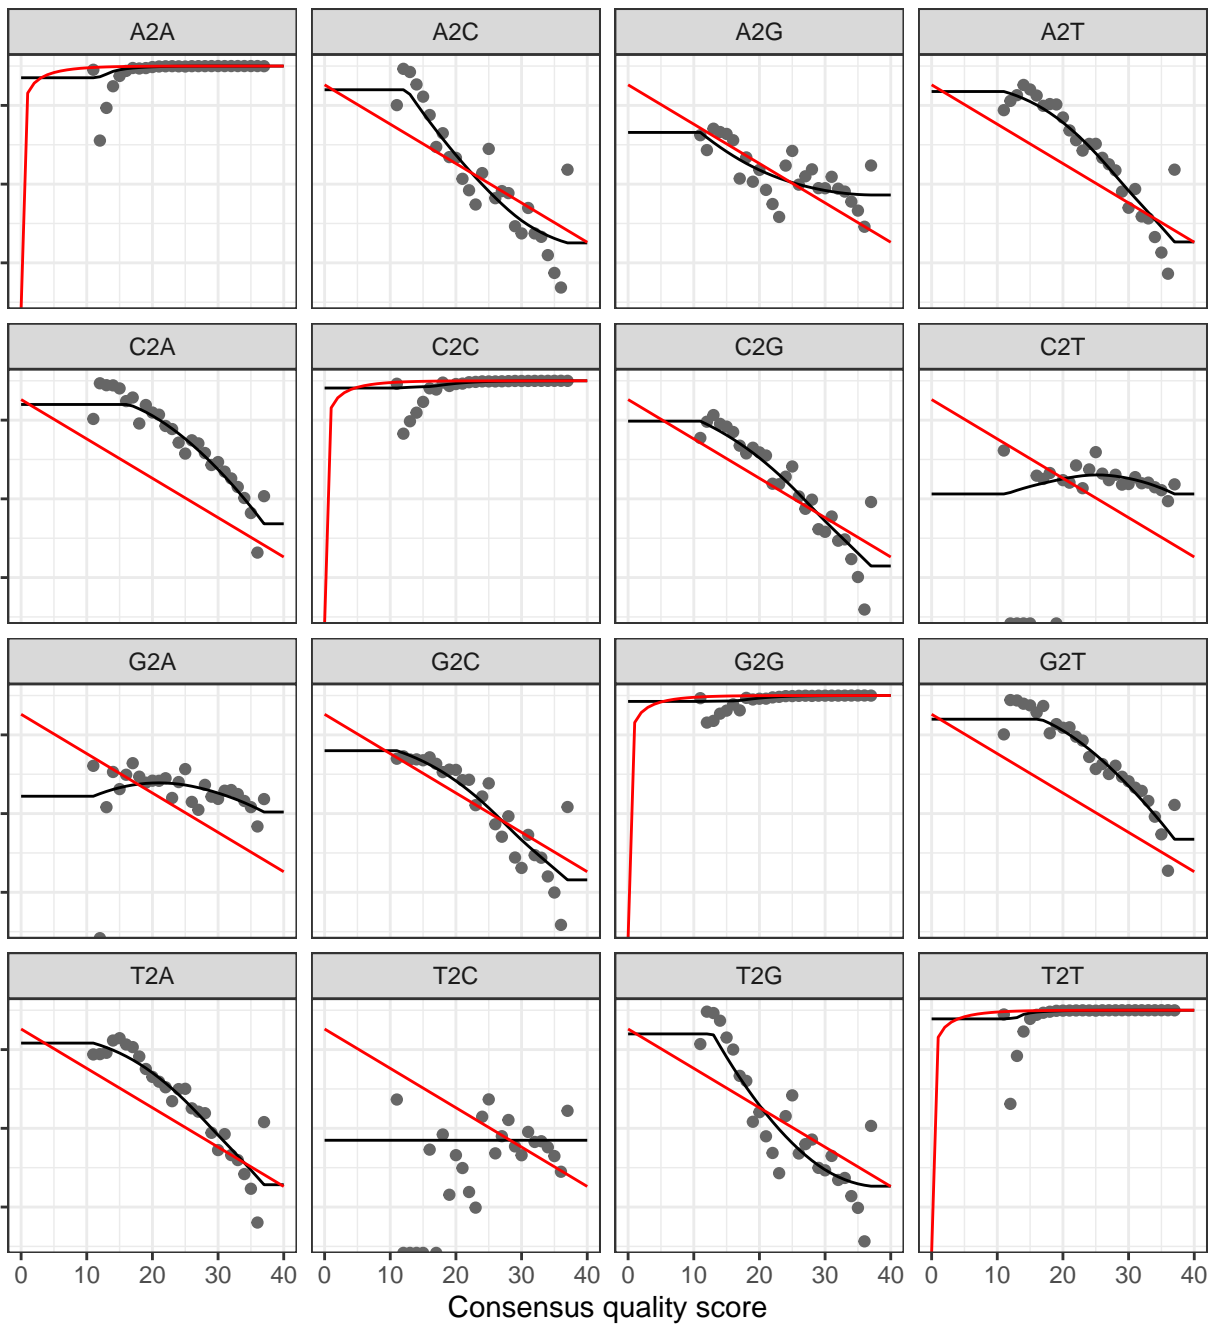 A2A A2C A2G A2T
C2A C2C C2G C2T
G2A G2C G2G G2T
T2A T2C T2G T2T
0 10 20 30 40 0 10 20 30 40 0 10 20 30 40 0 10 20 30 40
Consensus quality score